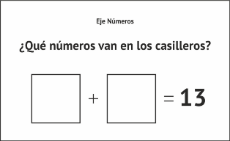 Eje Números
¿Qué números van en los casilleros?
+ = 13